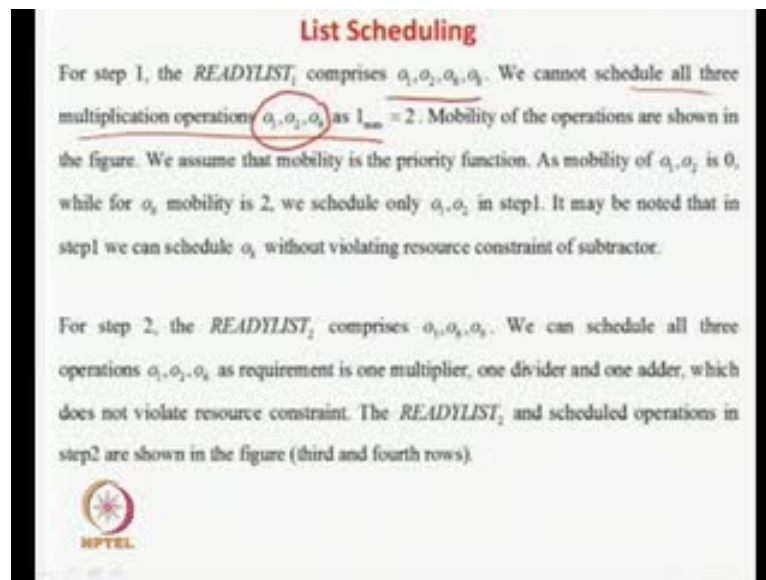 List Scheduling
For step 1, the READYLIST₁ comprises o₁,o₂,o₆,o₈. We cannot schedule all three
multiplication operations o₁,o₂,o₆ as 1ₘₐₓ = 2. Mobility of the operations are shown in
the figure. We assume that mobility is the priority function. As mobility of o₁,o₂ is 0,
while for o₆ mobility is 2, we schedule only o₁,o₂ in step1. It may be noted that in
step1 we can schedule o₈ without violating resource constraint of subtractor.
For step 2, the READYLIST₂ comprises We can schedule all three
operations as requirement is one multiplier, one divider and one adder, which
does not violate resource constraint. The READYLIST₂ and scheduled operations in
step2 are shown in the figure (third and fourth rows).
NPTEL